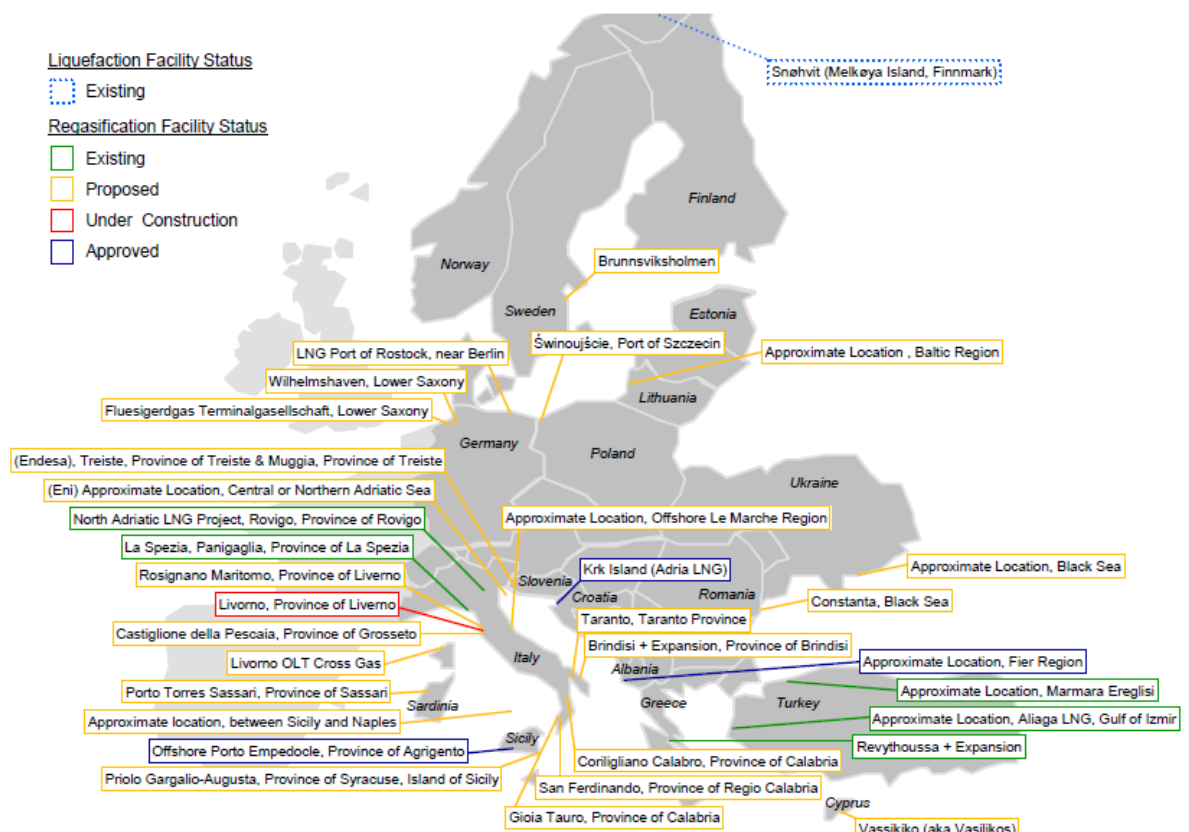 Liquefaction Facility Status
Existing
Regasification Facility Status
Existing
Proposed
Under Construction
Approved
Snøhvit (Melkøya Island, Finnmark)
Finland
Norway
Brunnsviksholmen
Sweden
Estonia
Świnoujście, Port of Szczecin
LNG Port of Rostock, near Berlin
Approximate Location , Baltic Region
Wilhelmshaven, Lower Saxony
Lithuania
Fluesigerdgas Terminalgasellschaft, Lower Saxony
Germany
Poland
(Endesa), Treiste, Province of Treiste & Muggia, Province of Treiste
Ukraine
(Eni) Approximate Location, Central or Northern Adriatic Sea
North Adriatic LNG Project, Rovigo, Province of Rovigo
Approximate Location, Offshore Le Marche Region
La Spezia, Panigaglia, Province of La Spezia
Approximate Location, Black Sea
Krk Island (Adria LNG)
Rosignano Maritomo, Province of Liverno
Slovenia
Croatia
Romania
Constanta, Black Sea
Livorno, Province of Liverno
Taranto, Taranto Province
Castiglione della Pescaia, Province of Grosseto
Brindisi + Expansion, Province of Brindisi
Italy
Livorno OLT Cross Gas
Albania
Approximate Location, Fier Region
Porto Torres Sassari, Province of Sassari
Approximate Location, Marmara Ereglisi
Sardinia
Greece
Turkey
Approximate location, between Sicily and Naples
Approximate Location, Aliaga LNG, Gulf of Izmir
Sicily
Offshore Porto Empedocle, Province of Agrigento
Revythoussa + Expansion
Coriligliano Calabro, Province of Calabria
Priolo Gargalio-Augusta, Province of Syracuse, Island of Sicily
San Ferdinando, Province of Regio Calabria
Gioia Tauro, Province of Calabria
Cyprus
Vassikiko (aka Vasilikos)